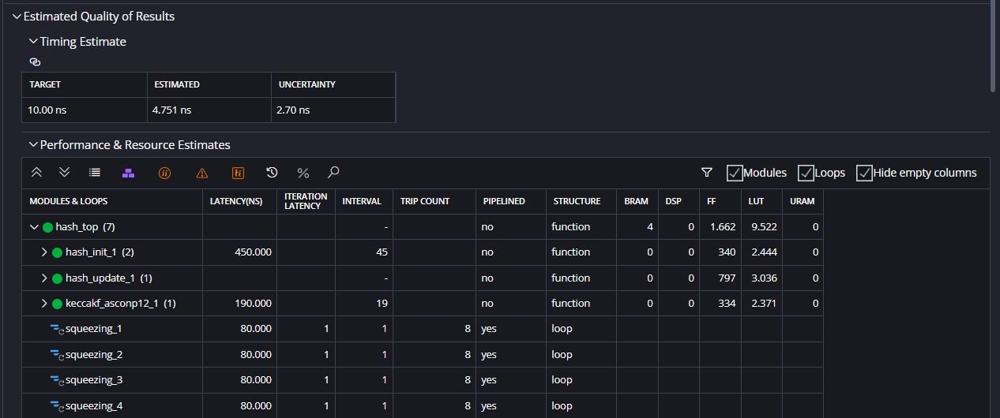 Estimated Quality of Results
Timing Estimate
TARGET ESTIMATED UNCERTAINTY
10.00 ns 4.751 ns 2.70 ns
Performance & Resource Estimates
Modules Loops Hide empty columns
MODULES & LOOPS LATENCY(NS) ITERATION LATENCY INTERVAL TRIP COUNT PIPELINED STRUCTURE BRAM DSP FF LUT URAM
hash_top (7) - no function 4 0 1.662 9.522 0
hash_init_1 (2) 450.000 45 no function 0 0 340 2.444 0
hash_update_1 (1) - no function 0 0 797 3.036 0
keccakf_asconp12_1 (1) 190.000 19 no function 0 0 334 2.371 0
squeezing_1 80.000 1 1 8 yes loop
squeezing_2 80.000 1 1 8 yes loop
squeezing_3 80.000 1 1 8 yes loop
squeezing_4 80.000 1 1 8 yes loop